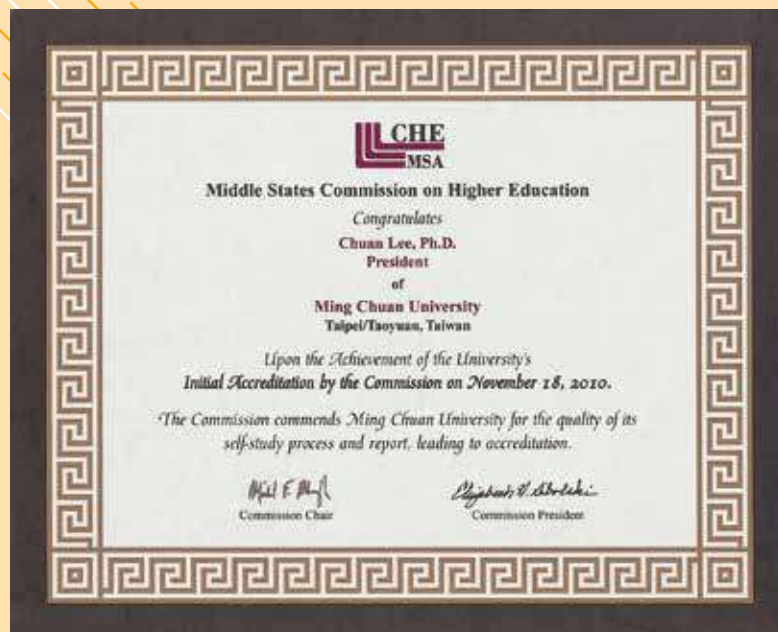 CHE
MSA
Middle States Commission on Higher Education
Congratulates
Chuan Lee, Ph.D.
President
of
Ming Chuan University
Taipei/Taoyuan, Taiwan
Upon the Achievement of the University's
Initial Accreditation by the Commission on November 18, 2010.
The Commission commends Ming Chuan University for the quality of its
self-study process and report, leading to accreditation.
Commission Chair
Commission President